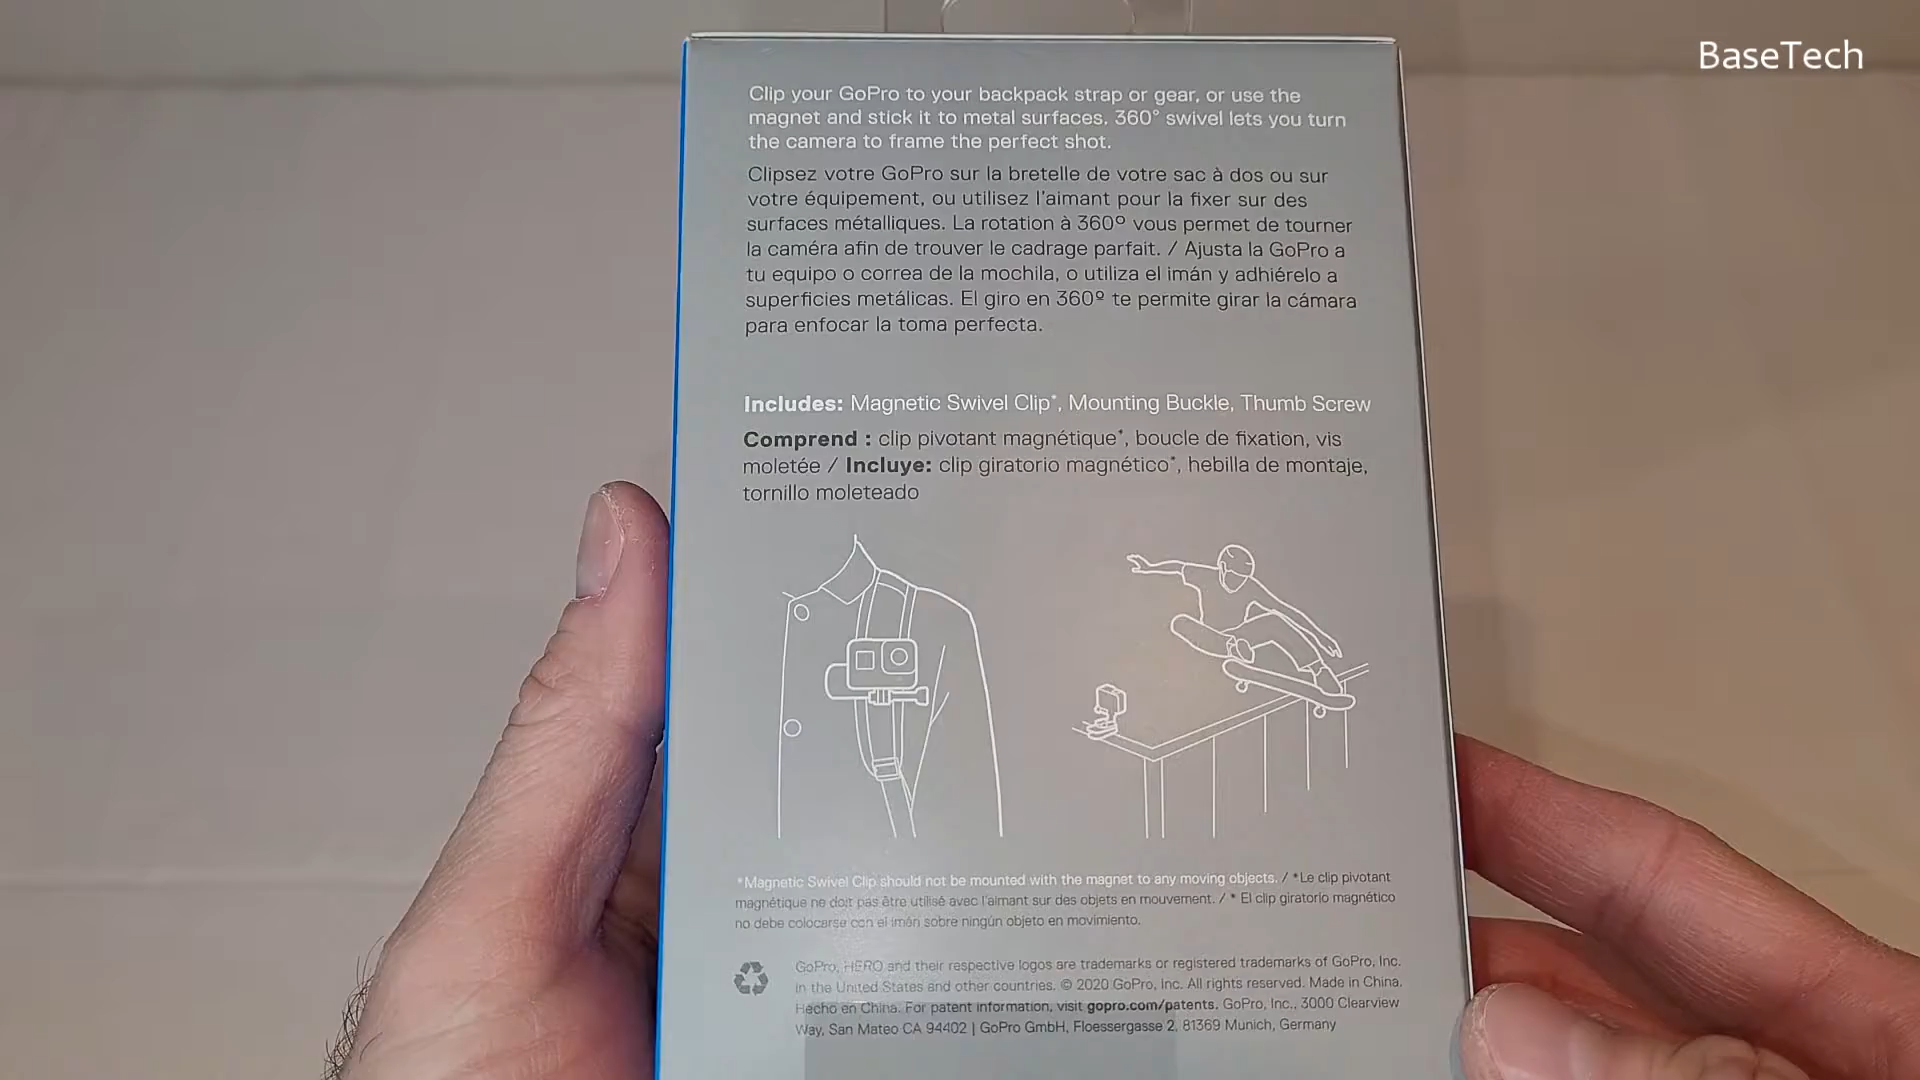 BaseTech
Clip your GoPro to your backpack strap or gear, or use the
magnet and stick it to metal surfaces. 360° swivel lets you turn
the camera to frame the perfect shot.
Clipsez votre GoPro sur la bretelle de votre sac à dos ou sur
votre équipement, ou utilisez l'aimant pour la fixer sur des
surfaces métalliques. La rotation à 360º vous permet de tourner
la caméra afin de trouver le cadrage parfait. / Ajusta la GoPro a
tu equipo o correa de la mochila, o utiliza el imán y adhiérelo a
superficies metálicas. El giro en 360º te permite girar la cámara
para enfocar la toma perfecta.
Includes: Magnetic Swivel Clip*, Mounting Buckle, Thumb Screw
Comprend : clip pivotant magnétique*, boucle de fixation, vis
moletée / Incluye: clip giratorio magnético*, hebilla de montaje,
tornillo moleteado
*Magnetic Swivel Clip should not be mounted with the magnet to any moving objects. / *Le clip pivotant
magnétique ne doit pas être utilisé avec l'aimant sur des objets en mouvement. / * El clip giratorio magnético
no debe colocarse con el imán sobre ningún objeto en movimiento.
GoPro, HERO and their respective logos are trademarks or registered trademarks of GoPro, Inc.
in the United States and other countries. © 2020 GoPro, Inc. All rights reserved. Made in China.
Hecho en China. For patent information, visit gopro.com/patents. GoPro, Inc., 3000 Clearview
Way, San Mateo CA 94402 | GoPro GmbH, Floessergasse 2, 81369 Munich, Germany